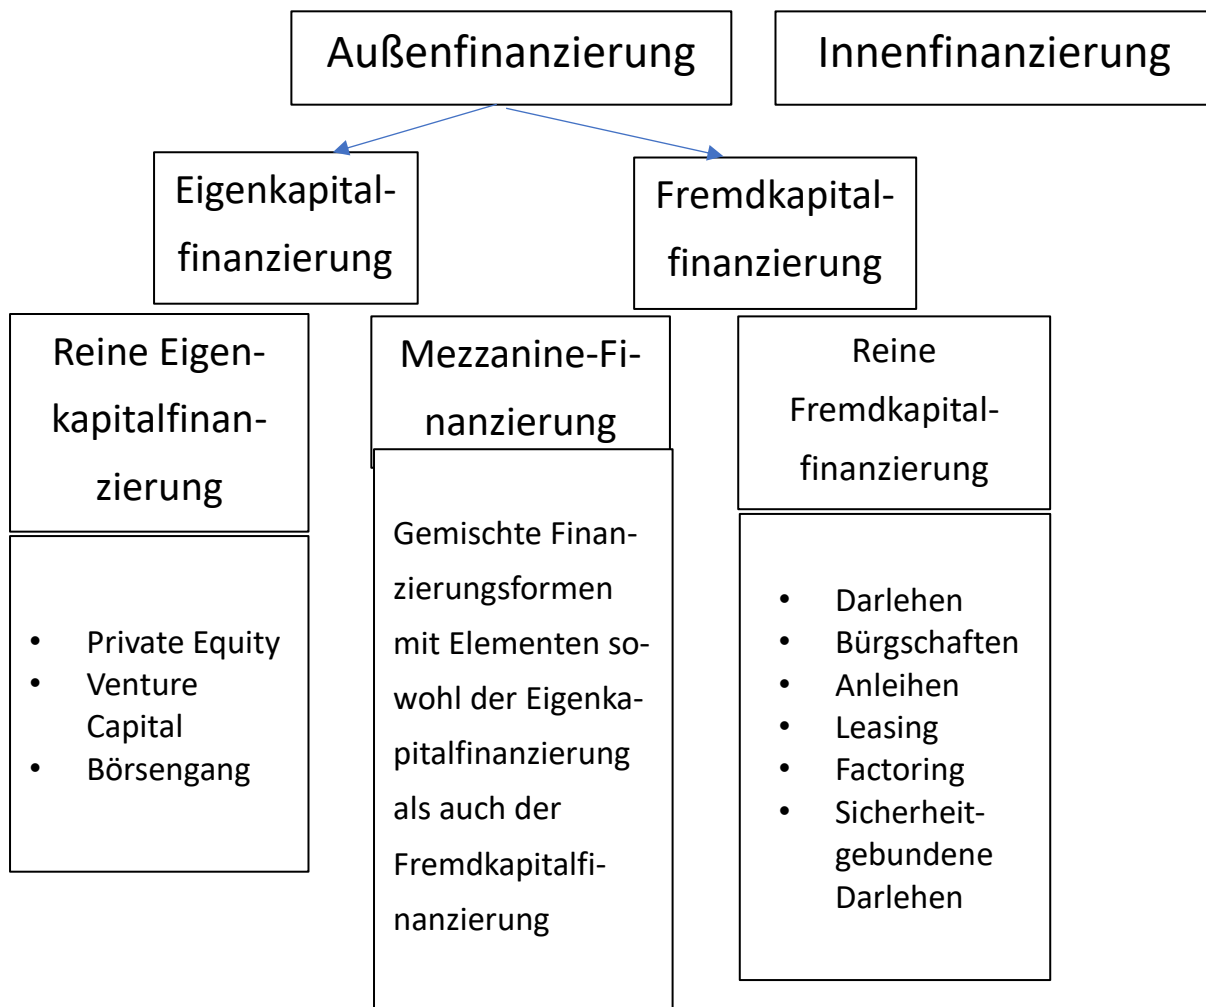 Außenfinanzierung
Innenfinanzierung
Eigenkapital-
finanzierung
Fremdkapital-
finanzierung
Reine Eigen-
kapitalfinan-
zierung
Mezzanine-Fi-
nanzierung
Reine
Fremdkapital-
finanzierung
• Private Equity
• Venture
Capital
• Börsengang
Gemischte Finan-
zierungsformen
mit Elementen so-
wohl der Eigenka-
pitalfinanzierung
als auch der
Fremdkapitalfi-
nanzierung
• Darlehen
• Bürgschaften
• Anleihen
• Leasing
• Factoring
• Sicherheit-
gebundene
Darlehen